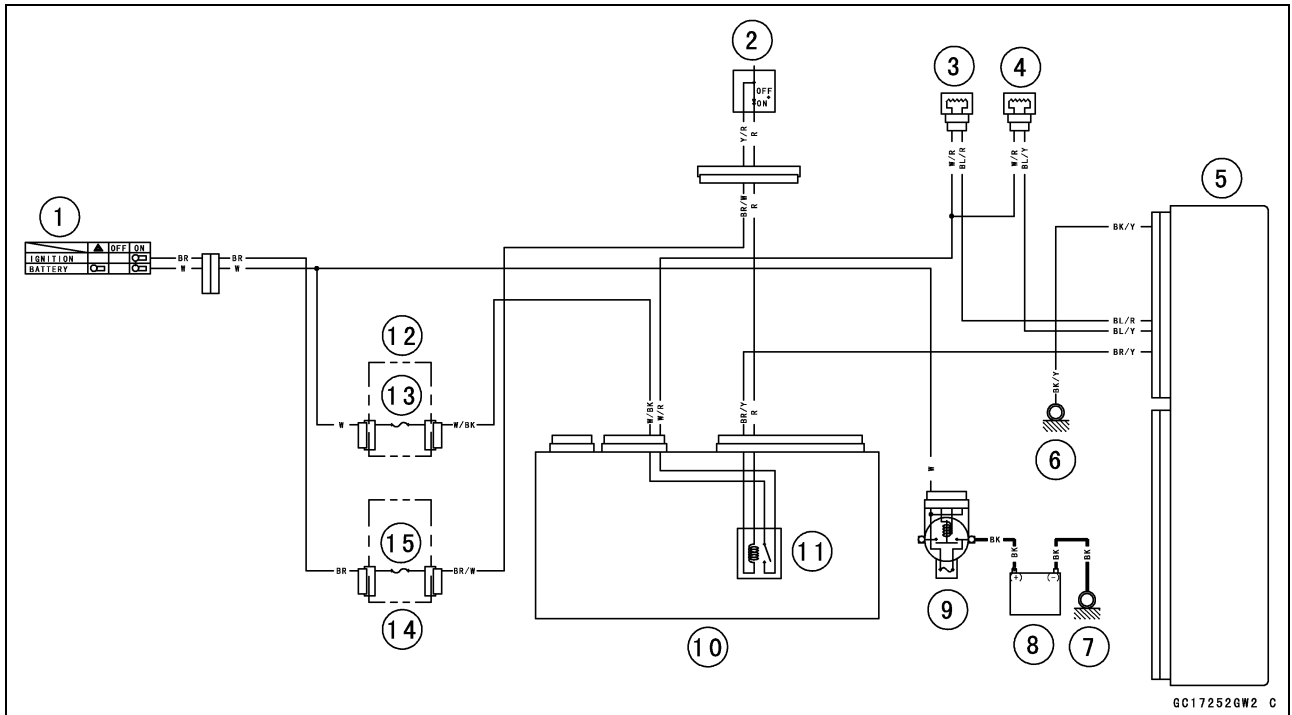 2
3
4
OFF
ON
Y/R
R
W/R
BL/R
W/R
BL/Y
5
1
OFF ON
IGNITION
BATTERY
BR
W
BR
W
BR/W
R
BK/Y
BL/R
BL/Y
BR/Y
12
13
W
W/BK
W/BK
W/R
BR/Y
R
BK/Y
6
W
15
BR
BR/W
11
BK
BK
BK
BK
(+)
(-)
14
10
9
8
7
GC17252GW2 C